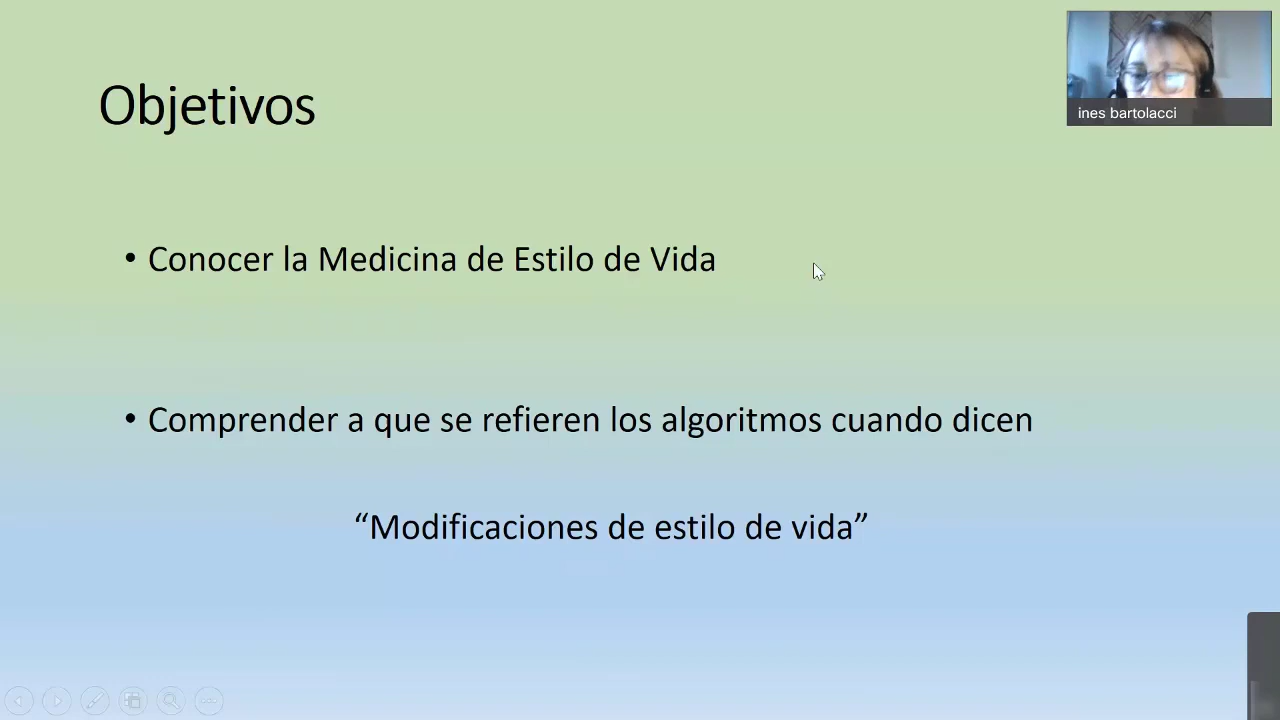 Objetivos
ines bartolacci
• Conocer la Medicina de Estilo de Vida
• Comprender a que se refieren los algoritmos cuando dicen
“Modificaciones de estilo de vida”